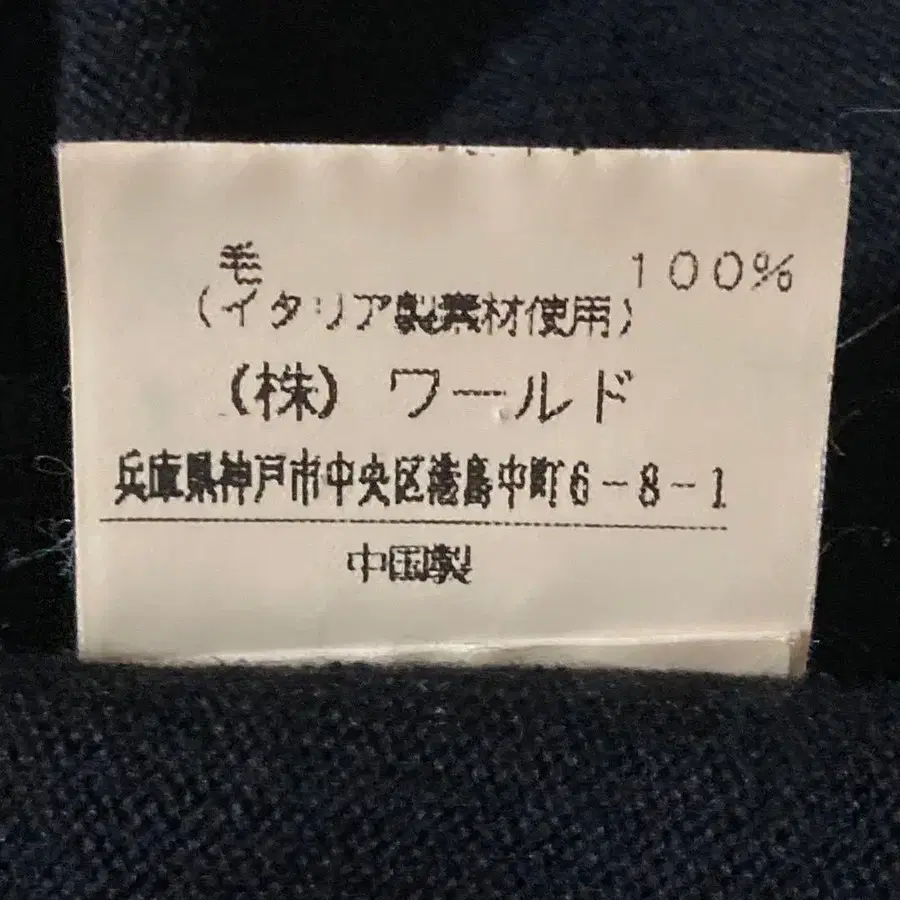 毛 100%
(イタリア製素材使用)
(株) ワールド
兵庫県神戸市中央区港島中町6-8-1
中国製